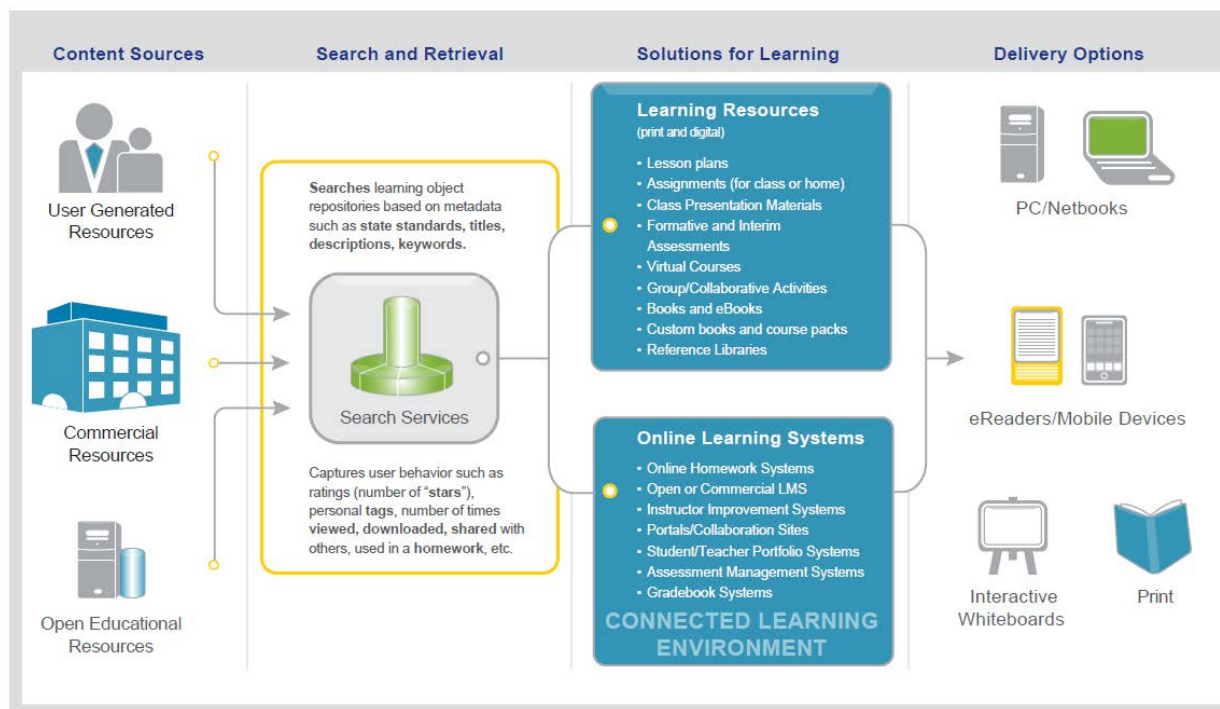 Content Sources
Search and Retrieval
Solutions for Learning
Delivery Options
User Generated
Resources
Commercial
Resources
Open Educational
Resources
Searches learning object
repositories based on metadata
such as state standards, titles,
descriptions, keywords.
Search Services
Captures user behavior such as
ratings (number of “stars”),
personal tags, number of times
viewed, downloaded, shared with
others, used in a homework, etc.
Learning Resources
(print and digital)
• Lesson plans
• Assignments (for class or home)
• Class Presentation Materials
• Formative and Interim
Assessments
• Virtual Courses
• Group/Collaborative Activities
• Books and eBooks
• Custom books and course packs
• Reference Libraries
Online Learning Systems
• Online Homework Systems
• Open or Commercial LMS
• Instructor Improvement Systems
• Portals/Collaboration Sites
• Student/Teacher Portfolio Systems
• Assessment Management Systems
• Gradebook Systems
CONNECTED LEARNING
ENVIRONMENT
PC/Netbooks
eReaders/Mobile Devices
Interactive
Whiteboards
Print